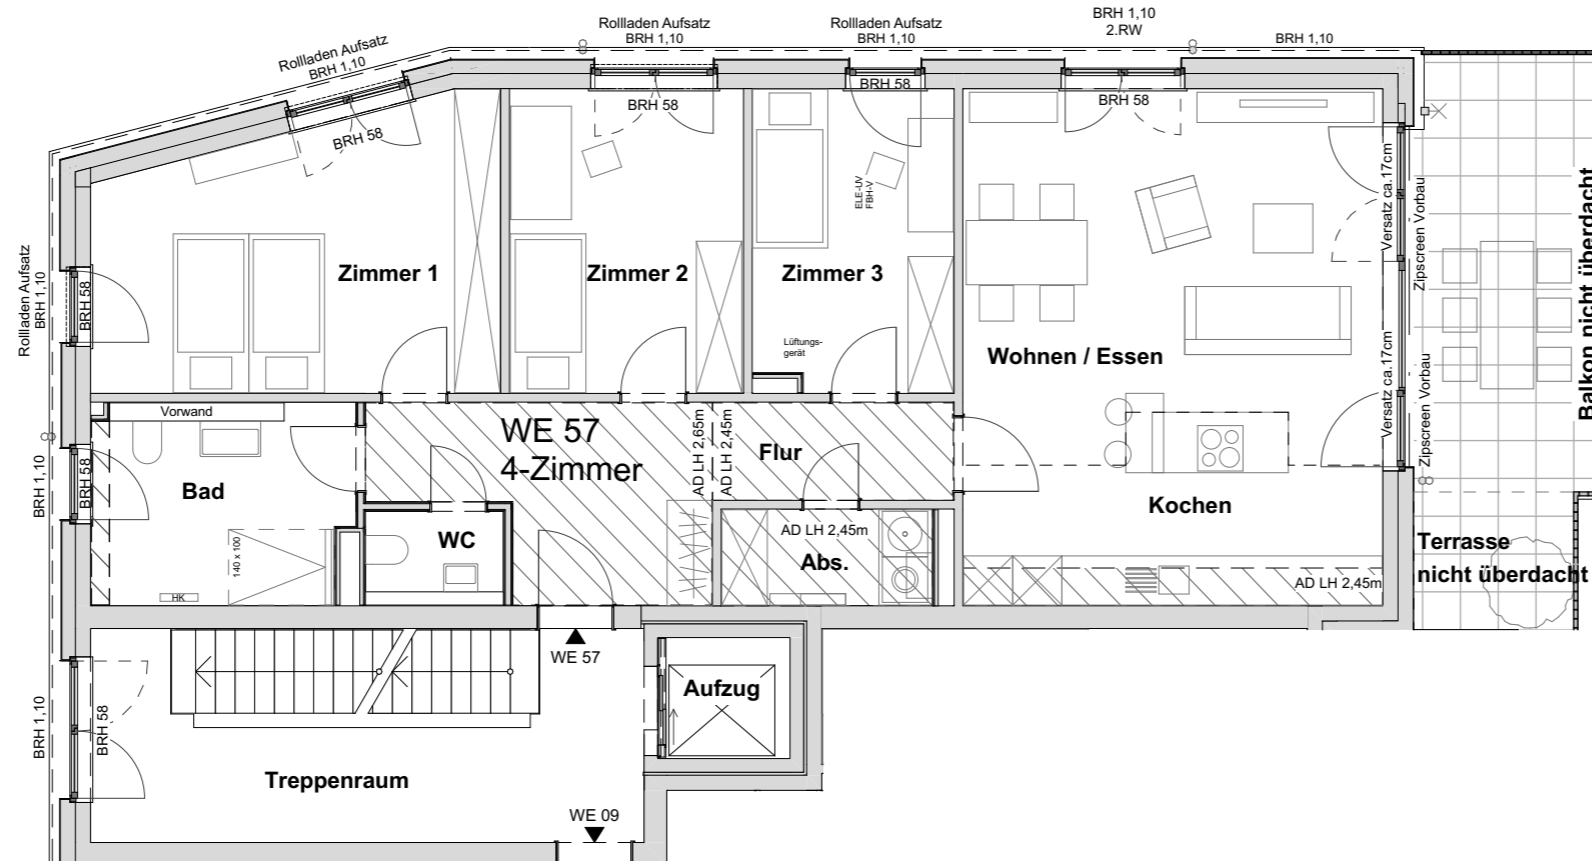 Rollladen Aufsatz
BRH 1,10
Rollladen Aufsatz
BRH 1,10
Rollladen Aufsatz
BRH 1,10
BRH 1,10
2.RW
BRH 1,10
BRH 58
BRH 58
BRH 58
BRH 58
Rollladen Aufsatz
BRH 1,10
BRH 58
Zimmer 1
Zimmer 2
Zimmer 3
ELE-UV
FBH-V
Lüftungs-
gerät
Wohnen / Essen
Versatz ca.17cm
Versatz ca.17cm
Zipscreen Vorbau
Zipscreen Vorbau
Balkon nicht überdacht
Vorwand
WE 57
4-Zimmer
AD LH 2,65m
AD LH 2,45m
Flur
BRH 1,10
BRH 58
Bad
140 x 100
HK
WC
AD LH 2,45m
Abs.
Kochen
AD LH 2,45m
Terrasse
nicht überdacht
WE 57
Aufzug
BRH 1,10
BRH 58
Treppenraum
WE 09